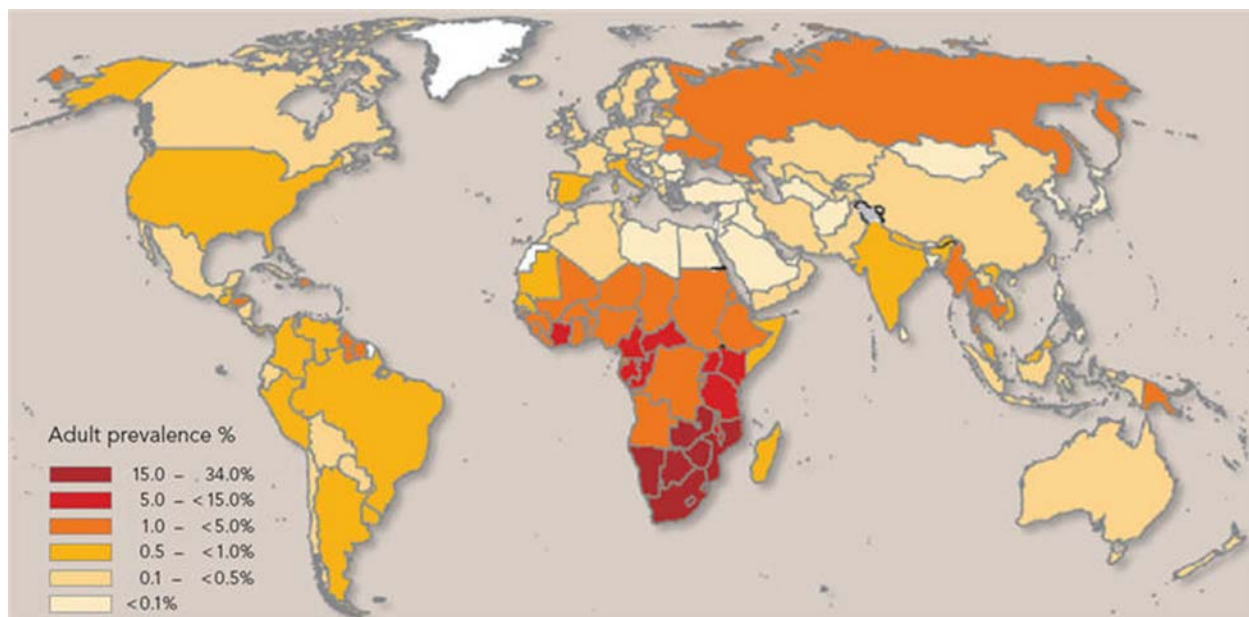 Adult prevalence %
15.0 – . 34.0%
5.0 – <15.0%
1.0 – <5.0%
0.5 – <1.0%
0.1 – <0.5%
<0.1%